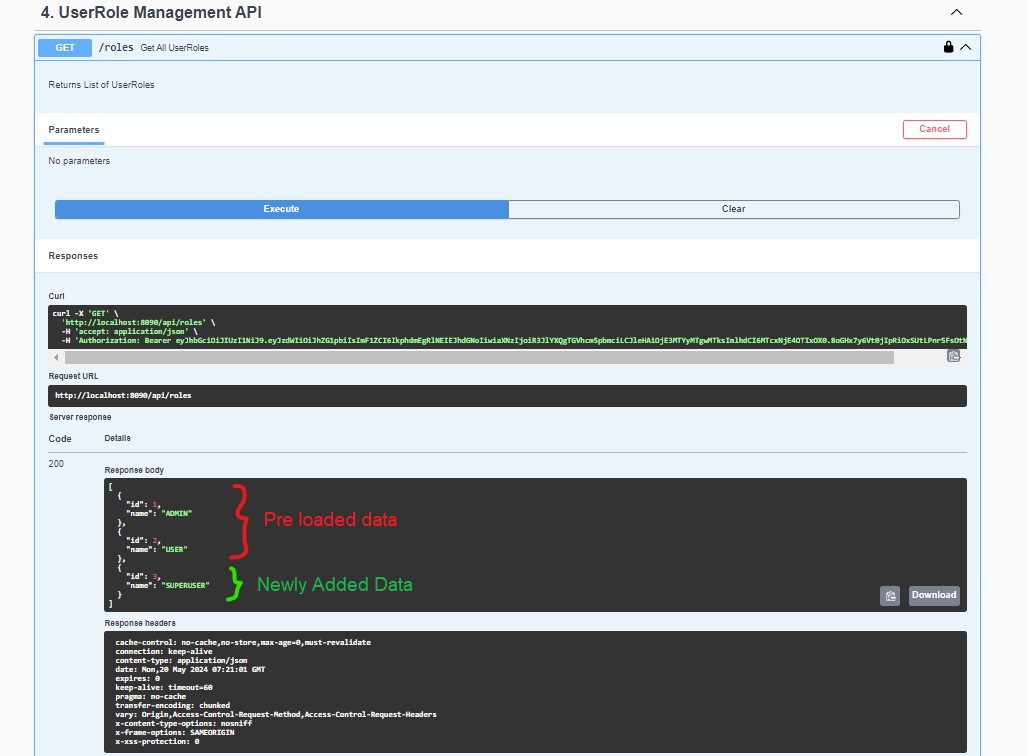 4. UserRole Management API
GET /roles Get All UserRoles
Returns List of UserRoles
Parameters
Cancel
No parameters
Execute
Clear
Responses
Curl
curl -X 'GET' \
'http://localhost:8090/api/roles' \
-H 'accept: application/json' \
-H 'Authorization: Bearer
Request URL
http://localhost:8090/api/roles
Server response
Code Details
200
Response body
[
{
"id": 1,
"name": "ADMIN"
},
{
"id": 2,
"name": "USER"
},
{
"id": 3,
"name": "SUPERUSER"
}
]
Pre loaded data
Newly Added Data
Download
Response headers
cache-control: no-cache,no-store,max-age=0,must-revalidate
connection: keep-alive
content-type: application/json
date: Mon,20 May 2024 07:21:01 GMT
expires: 0
keep-alive: timeout=60
pragma: no-cache
transfer-encoding: chunked
vary: Origin,Access-Control-Request-Method,Access-Control-Request-Headers
x-content-type-options: nosniff
x-frame-options: SAMEORIGIN
x-xss-protection: 0